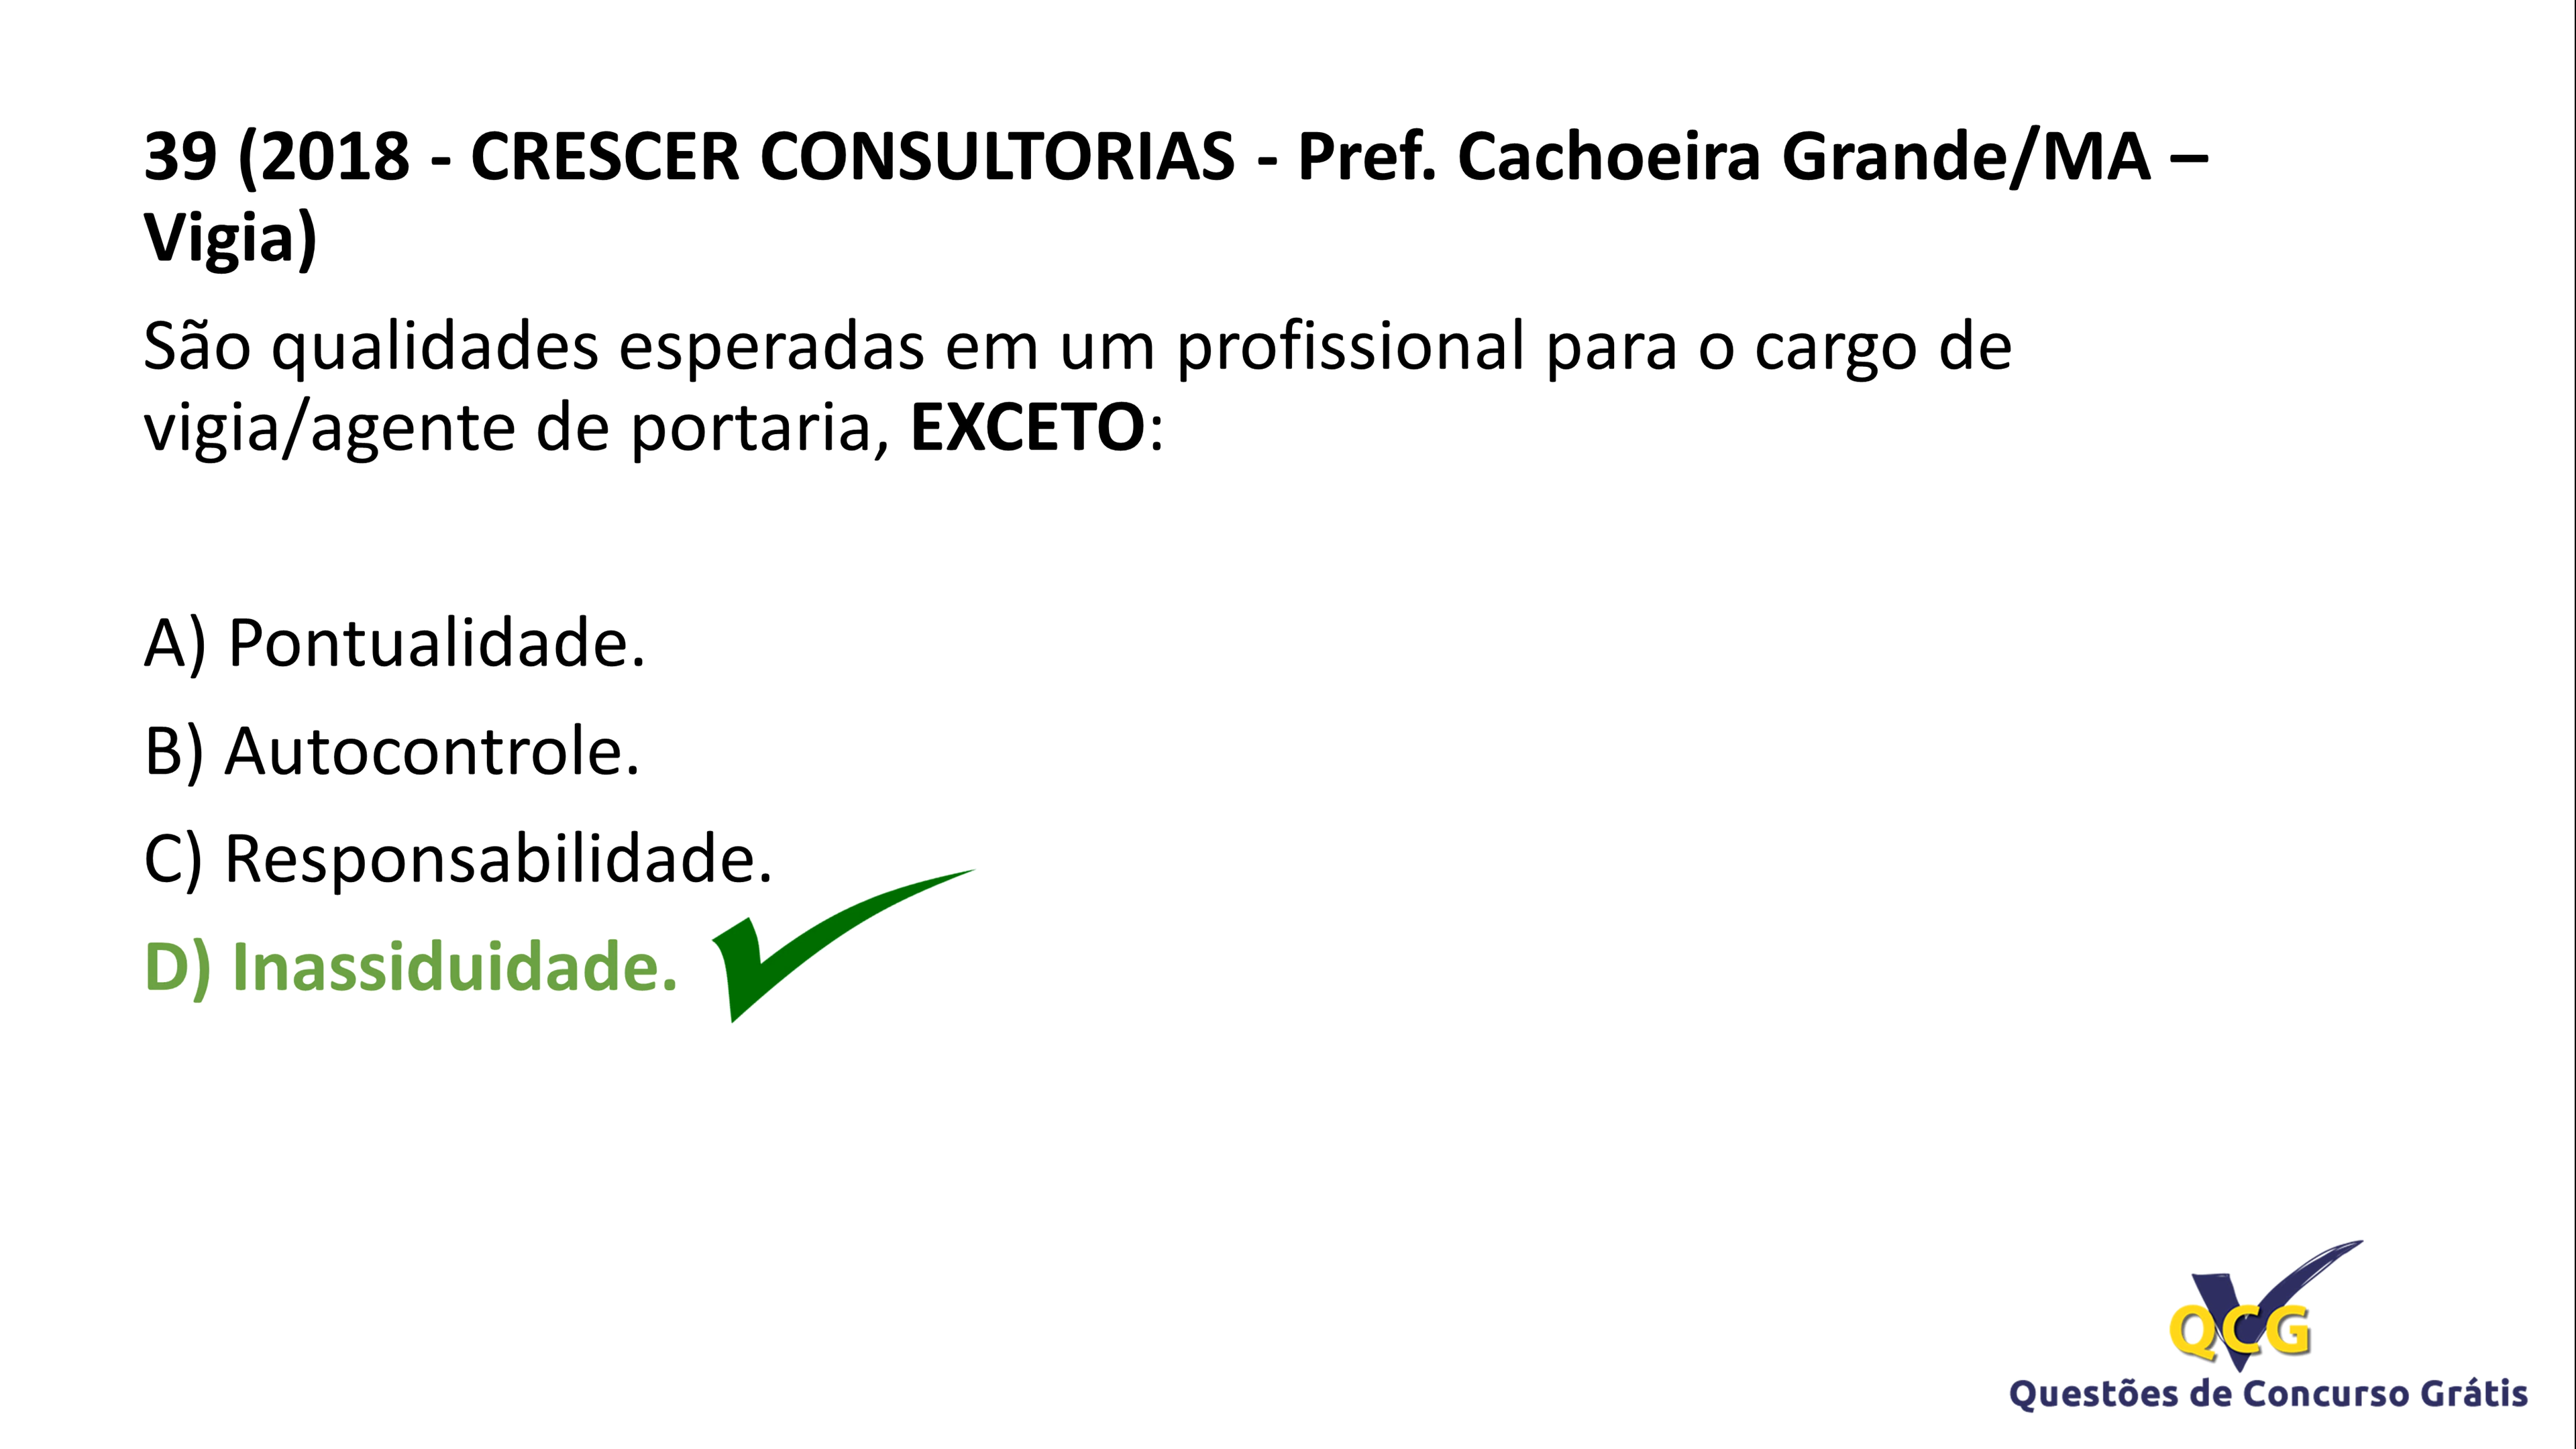 39 (2018 - CRESCER CONSULTORIAS - Pref. Cachoeira Grande/MA –
Vigia)
São qualidades esperadas em um profissional para o cargo de
vigia/agente de portaria, EXCETO:
A) Pontualidade.
B) Autocontrole.
C) Responsabilidade.
D) Inassiduidade.
QCG
Questões de Concurso Grátis